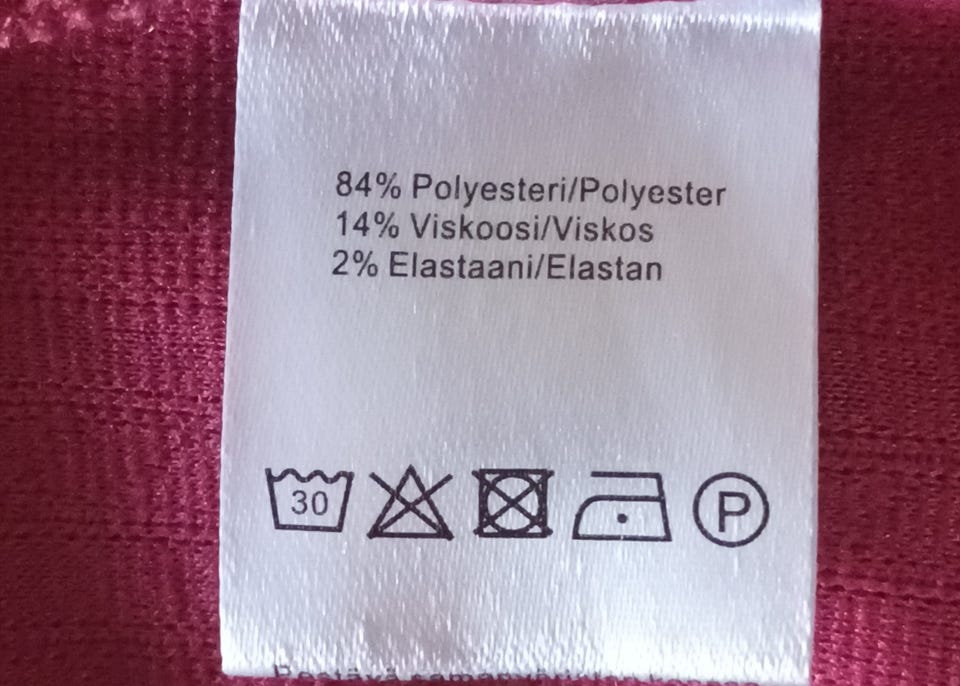 84% Polyesteri/Polyester
14% Viskoosi/Viskos
2% Elastaani/Elastan
30
P